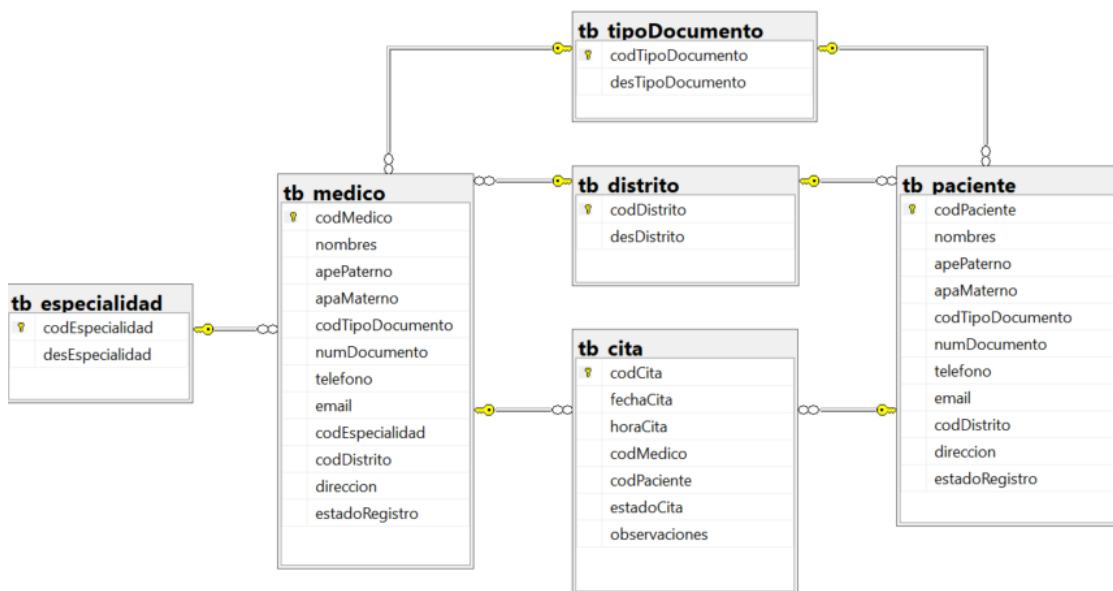 tb_tipoDocumento
codTipoDocumento
desTipoDocumento
tb_medico
codMedico
nombres
apePaterno
apaMaterno
codTipoDocumento
numDocumento
telefono
email
codEspecialidad
codDistrito
direccion
estadoRegistro
tb_distrito
codDistrito
desDistrito
tb_paciente
codPaciente
nombres
apePaterno
apaMaterno
codTipoDocumento
numDocumento
telefono
email
codDistrito
direccion
estadoRegistro
tb_especialidad
codEspecialidad
desEspecialidad
tb_cita
codCita
fechaCita
horaCita
codMedico
codPaciente
estadoCita
observaciones